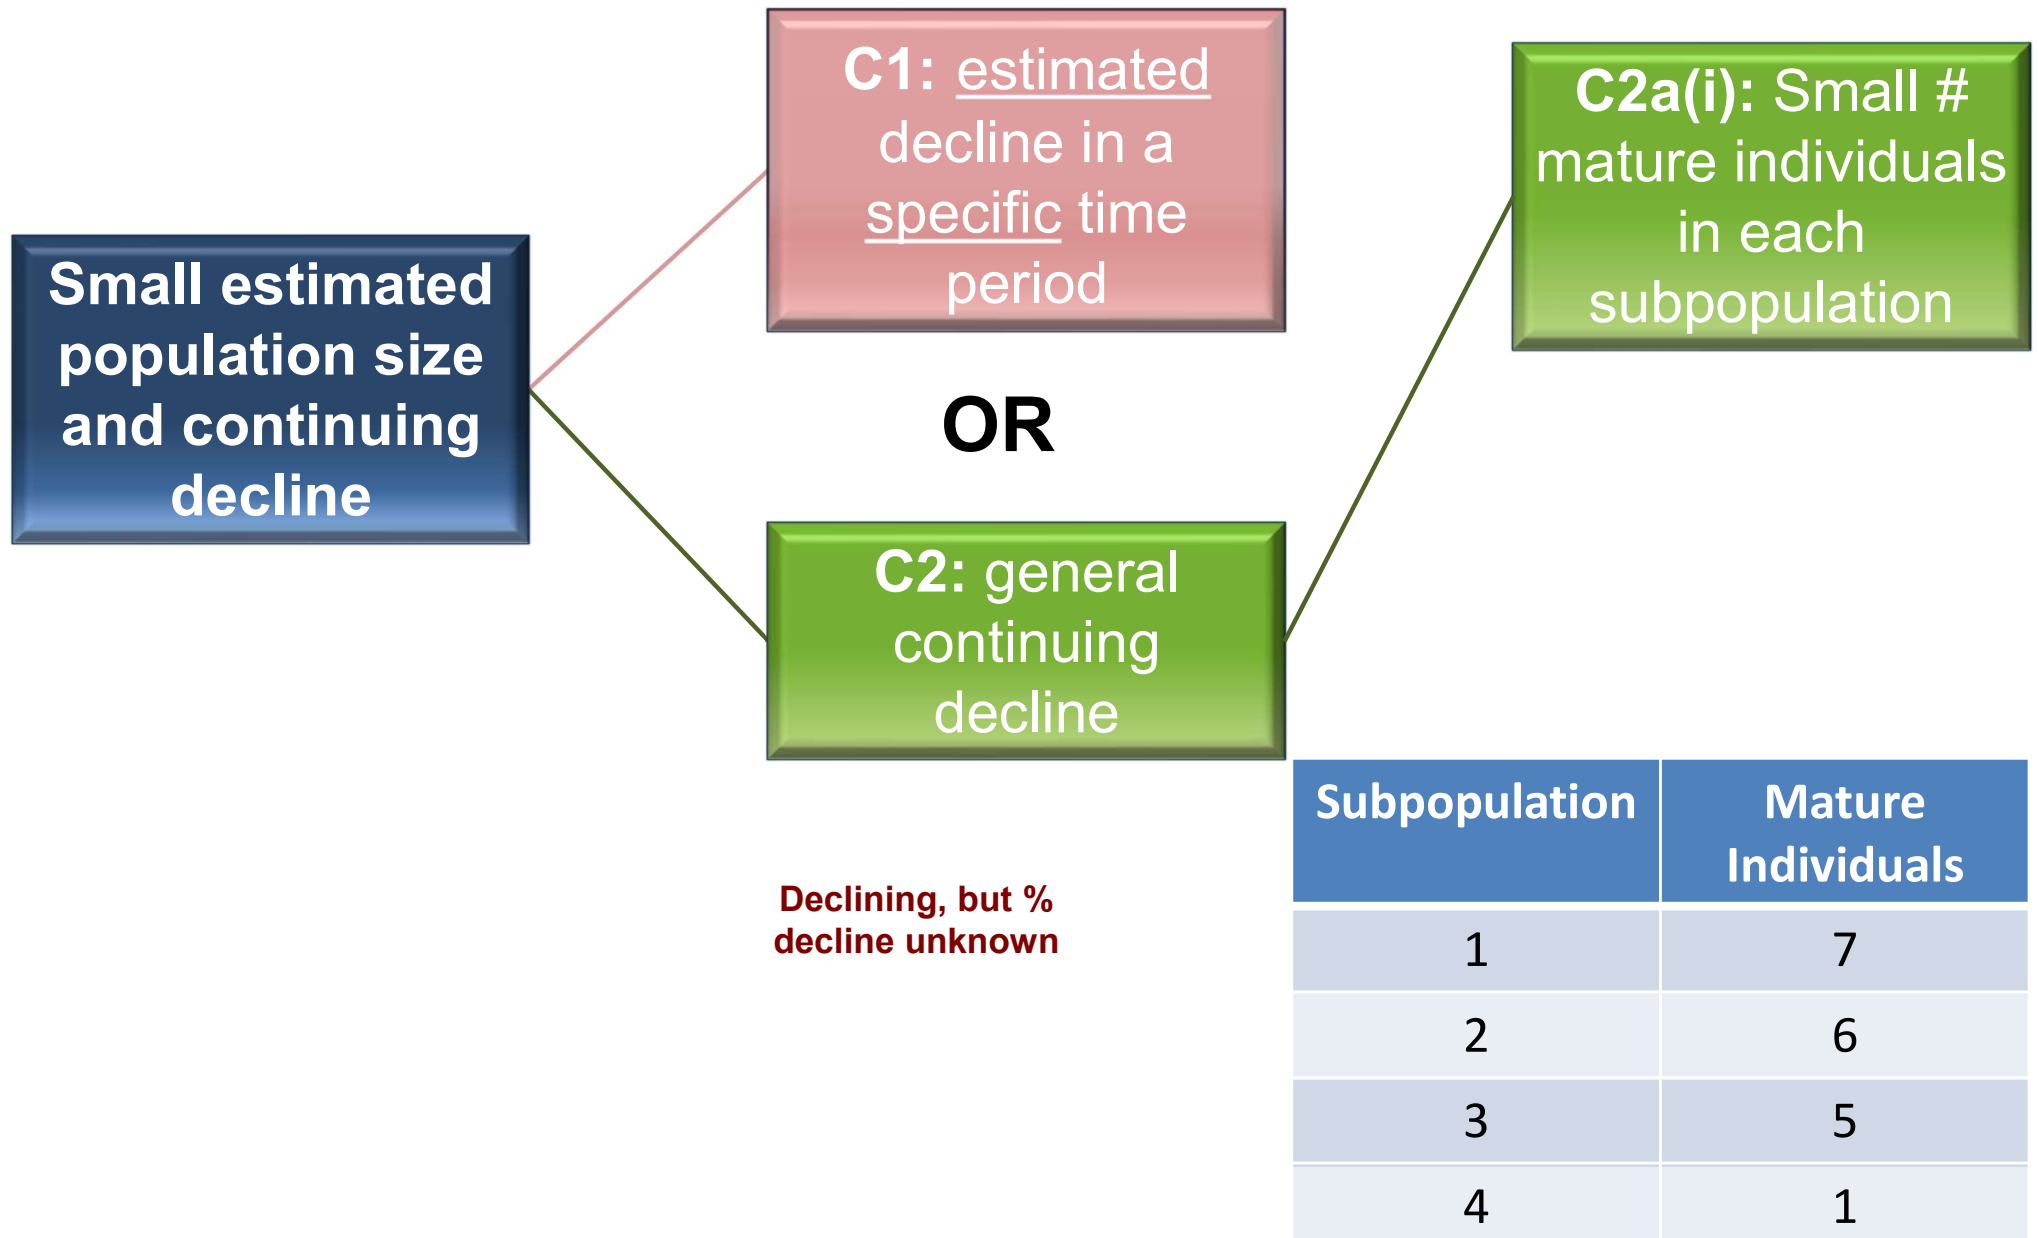 Small estimated
population size
and continuing
decline
C1: estimated
decline in a
specific time
period
OR
C2: general
continuing
decline
Declining, but %
decline unknown
C2a(i): Small #
mature individuals
in each
subpopulation
Subpopulation Mature
Individuals
1 7
2 6
3 5
4 1